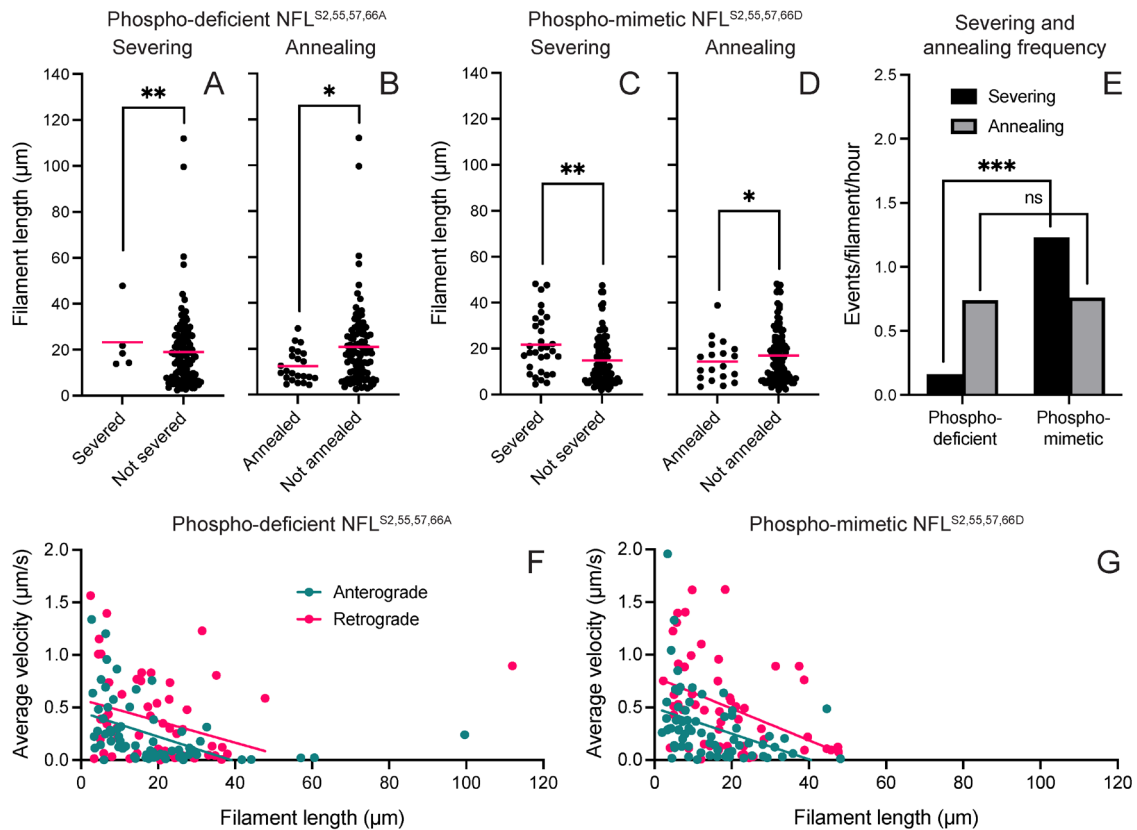 Phospho-deficient NFL^S2,55,57,66A
Severing
Annealing
A
B
**
*
Filament length (µm)
140
120
100
80
60
40
20
0
Severed
Not severed
Annealed
Not annealed
Phospho-mimetic NFL^S2,55,57,66D
Severing
Annealing
C
D
**
*
Filament length (µm)
140
120
100
80
60
40
20
0
Severed
Not severed
Annealed
Not annealed
Severing and
annealing frequency
E
Severing
Annealing
***
ns
Events/filament/hour
2.5
2.0
1.5
1.0
0.5
0.0
Phospho-
deficient
Phospho-
mimetic
Phospho-deficient NFL^S2,55,57,66A
F
Anterograde
Retrograde
Average velocity (µm/s)
2.0
1.5
1.0
0.5
0.0
0 20 40 60 80 100 120
Filament length (µm)
Phospho-mimetic NFL^S2,55,57,66D
G
Average velocity (µm/s)
2.0
1.5
1.0
0.5
0.0
0 20 40 60 80 100 120
Filament length (µm)